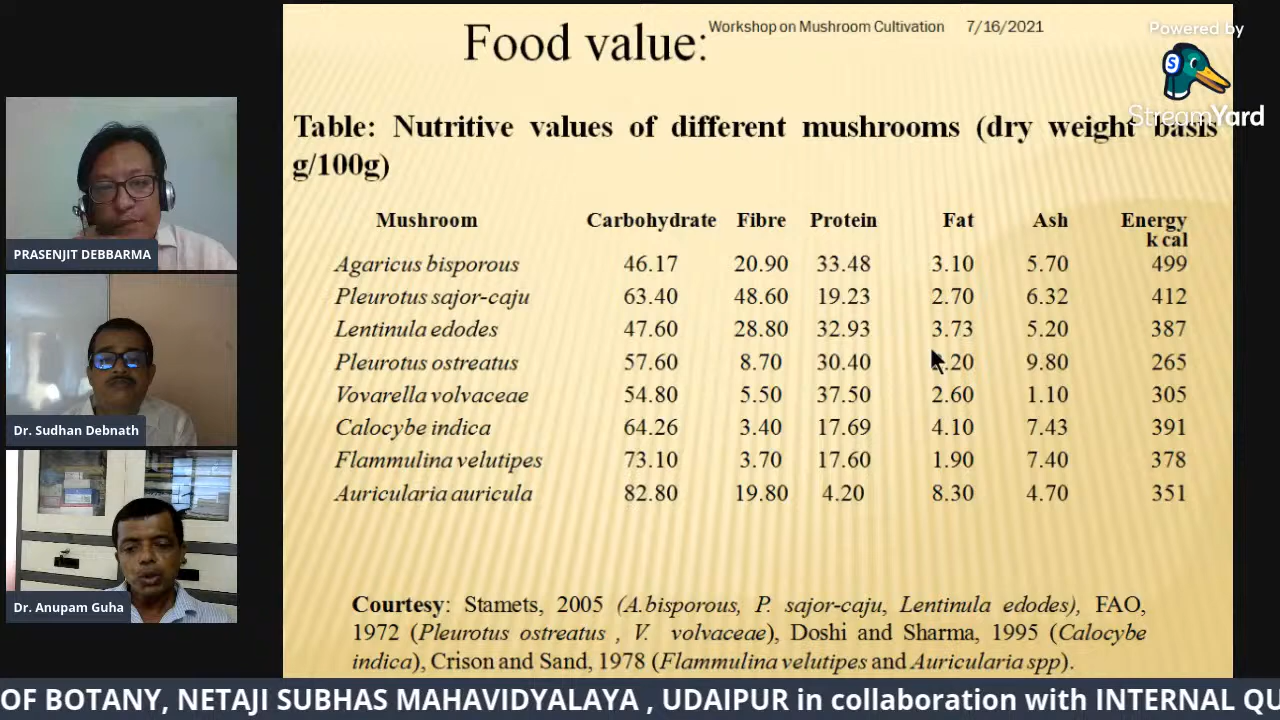 Workshop on Mushroom Cultivation 7/16/2021
Food value:
Powered by
S
StreamYard
Table: Nutritive values of different mushrooms (dry weight basis
g/100g)
Mushroom Carbohydrate Fibre Protein Fat Ash Energy
k cal
Agaricus bisporous 46.17 20.90 33.48 3.10 5.70 499
Pleurotus sajor-caju 63.40 48.60 19.23 2.70 6.32 412
Lentinula edodes 47.60 28.80 32.93 3.73 5.20 387
Pleurotus ostreatus 57.60 8.70 30.40 .20 9.80 265
Vovarella volvaceae 54.80 5.50 37.50 2.60 1.10 305
Calocybe indica 64.26 3.40 17.69 4.10 7.43 391
Flammulina velutipes 73.10 3.70 17.60 1.90 7.40 378
Auricularia auricula 82.80 19.80 4.20 8.30 4.70 351
Courtesy: Stamets, 2005 (A.bisporous, P. sajor-caju, Lentinula edodes), FAO,
1972 (Pleurotus ostreatus , V. volvaceae), Doshi and Sharma, 1995 (Calocybe
indica), Crison and Sand, 1978 (Flammulina velutipes and Auricularia spp).
PRASENJIT DEBBARMA
Dr. Sudhan Debnath
Dr. Anupam Guha
OF BOTANY, NETAJI SUBHAS MAHAVIDYALAYA , UDAIPUR in collaboration with INTERNAL QU